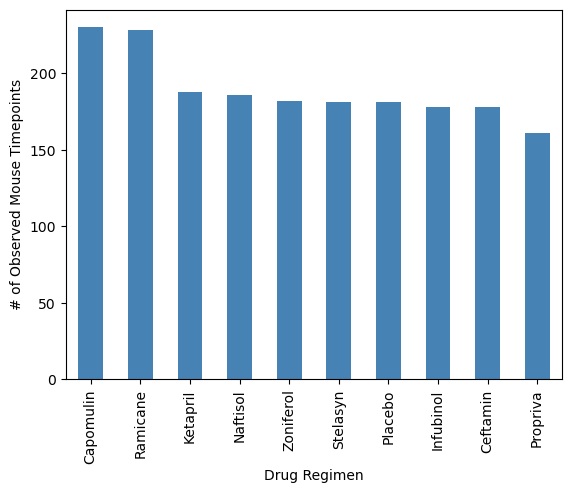 200
150
100
50
0
# of Observed Mouse Timepoints
Capomulin
Ramicane
Ketapril
Naftisol
Zoniferol
Stelasyn
Placebo
Infubinol
Ceftamin
Propriva
Drug Regimen